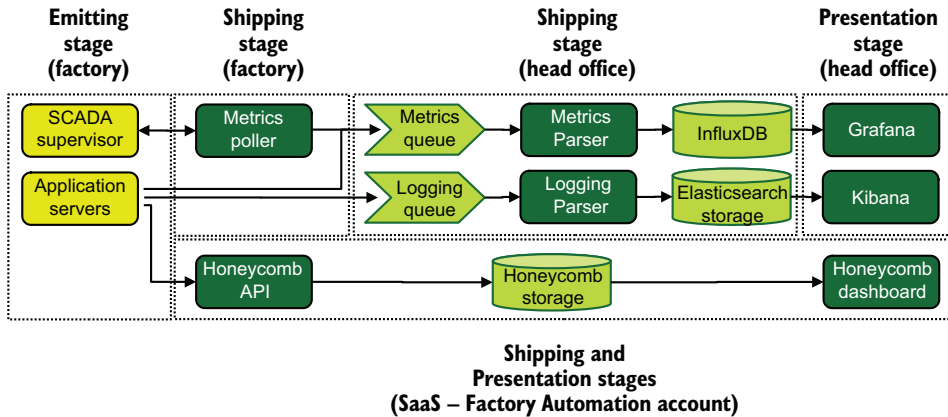 Emitting
stage
(factory)
Shipping
stage
(factory)
Shipping
stage
(head office)
Presentation
stage
(head office)
SCADA
supervisor
Metrics
poller
Metrics
queue
Metrics
Parser
InfluxDB
Grafana
Application
servers
Logging
queue
Logging
Parser
Elasticsearch
storage
Kibana
Honeycomb
API
Honeycomb
storage
Honeycomb
dashboard
Shipping and
Presentation stages
(SaaS – Factory Automation account)